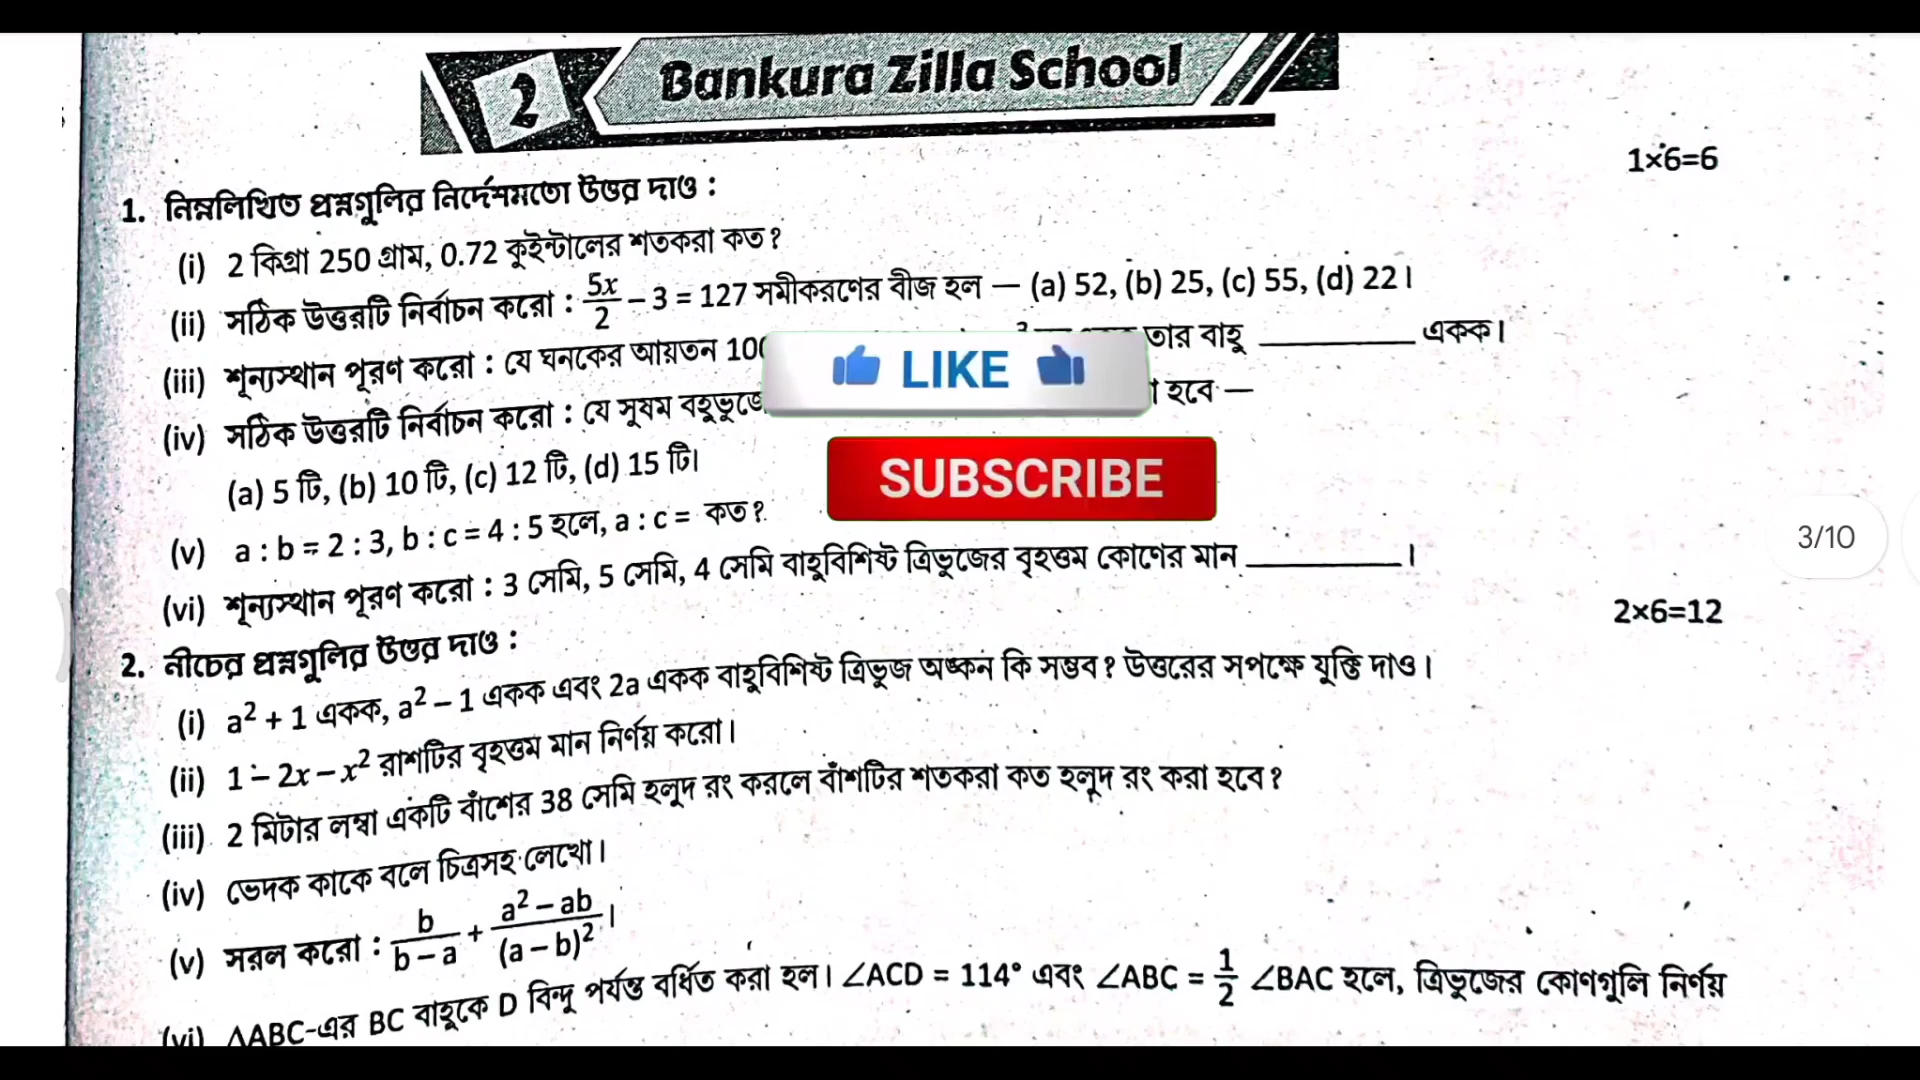 2 Bankura Zilla School
1×6=6
1. নিম্নলিখিত প্রশ্নগুলির নির্দেশমতো উত্তর দাও :
(i) 2 কিগ্রা 250 গ্রাম, 0.72 কুইন্টালের শতকরা কত?
(ii) সঠিক উত্তরটি নির্বাচন করো : 5x/2 – 3 = 127 সমীকরণের বীজ হল — (a) 52, (b) 25, (c) 55, (d) 22।
(iii) শূন্যস্থান পূরণ করো : যে ঘনকের আয়তন তার বাহু ________ একক।
LIKE
(iv) সঠিক উত্তরটি নির্বাচন করো : যে সুষম হবে —
(a) 5 টি, (b) 10 টি, (c) 12 টি, (d) 15 টি।
SUBSCRIBE
(v) a : b = 2 : 3, b : c = 4 : 5 হলে, a : c = কত?
3/10
(vi) শূন্যস্থান পূরণ করো : 3 সেমি, 5 সেমি, 4 সেমি বাহুবিশিষ্ট ত্রিভুজের বৃহত্তম কোণের মান ________।
2×6=12
2. নীচের প্রশ্নগুলির উত্তর দাও :
(i) a² + 1 একক, a² – 1 একক এবং 2a একক বাহুবিশিষ্ট ত্রিভুজ অঙ্কন কি সম্ভব? উত্তরের সপক্ষে যুক্তি দাও।
(ii) 1 – 2x – x² রাশটির বৃহত্তম মান নির্ণয় করো।
(iii) 2 মিটার লম্বা একটি বাঁশের 38 সেমি হলুদ রং করলে বাঁশটির শতকরা কত হলুদ রং করা হবে?
(iv) ভেদক কাকে বলে চিত্রসহ লেখো।
(v) সরল করো : b/(b – a) + (a² – ab)/(a – b)²।
(vi) △ABC-এর BC বাহুকে D বিন্দু পর্যন্ত বর্ধিত করা হল। ∠ACD = 114° এবং ∠ABC = 1/2 ∠BAC হলে, ত্রিভুজের কোণগুলি নির্ণয়